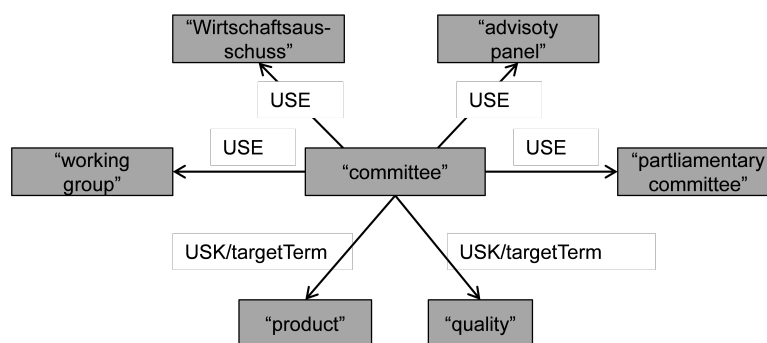 “Wirtschaftsaus-
schuss”
“advisoty
panel”
USE
USE
USE
USE
“working
group”
“committee”
“partliamentary
committee”
USK/targetTerm
USK/targetTerm
“product”
“quality”